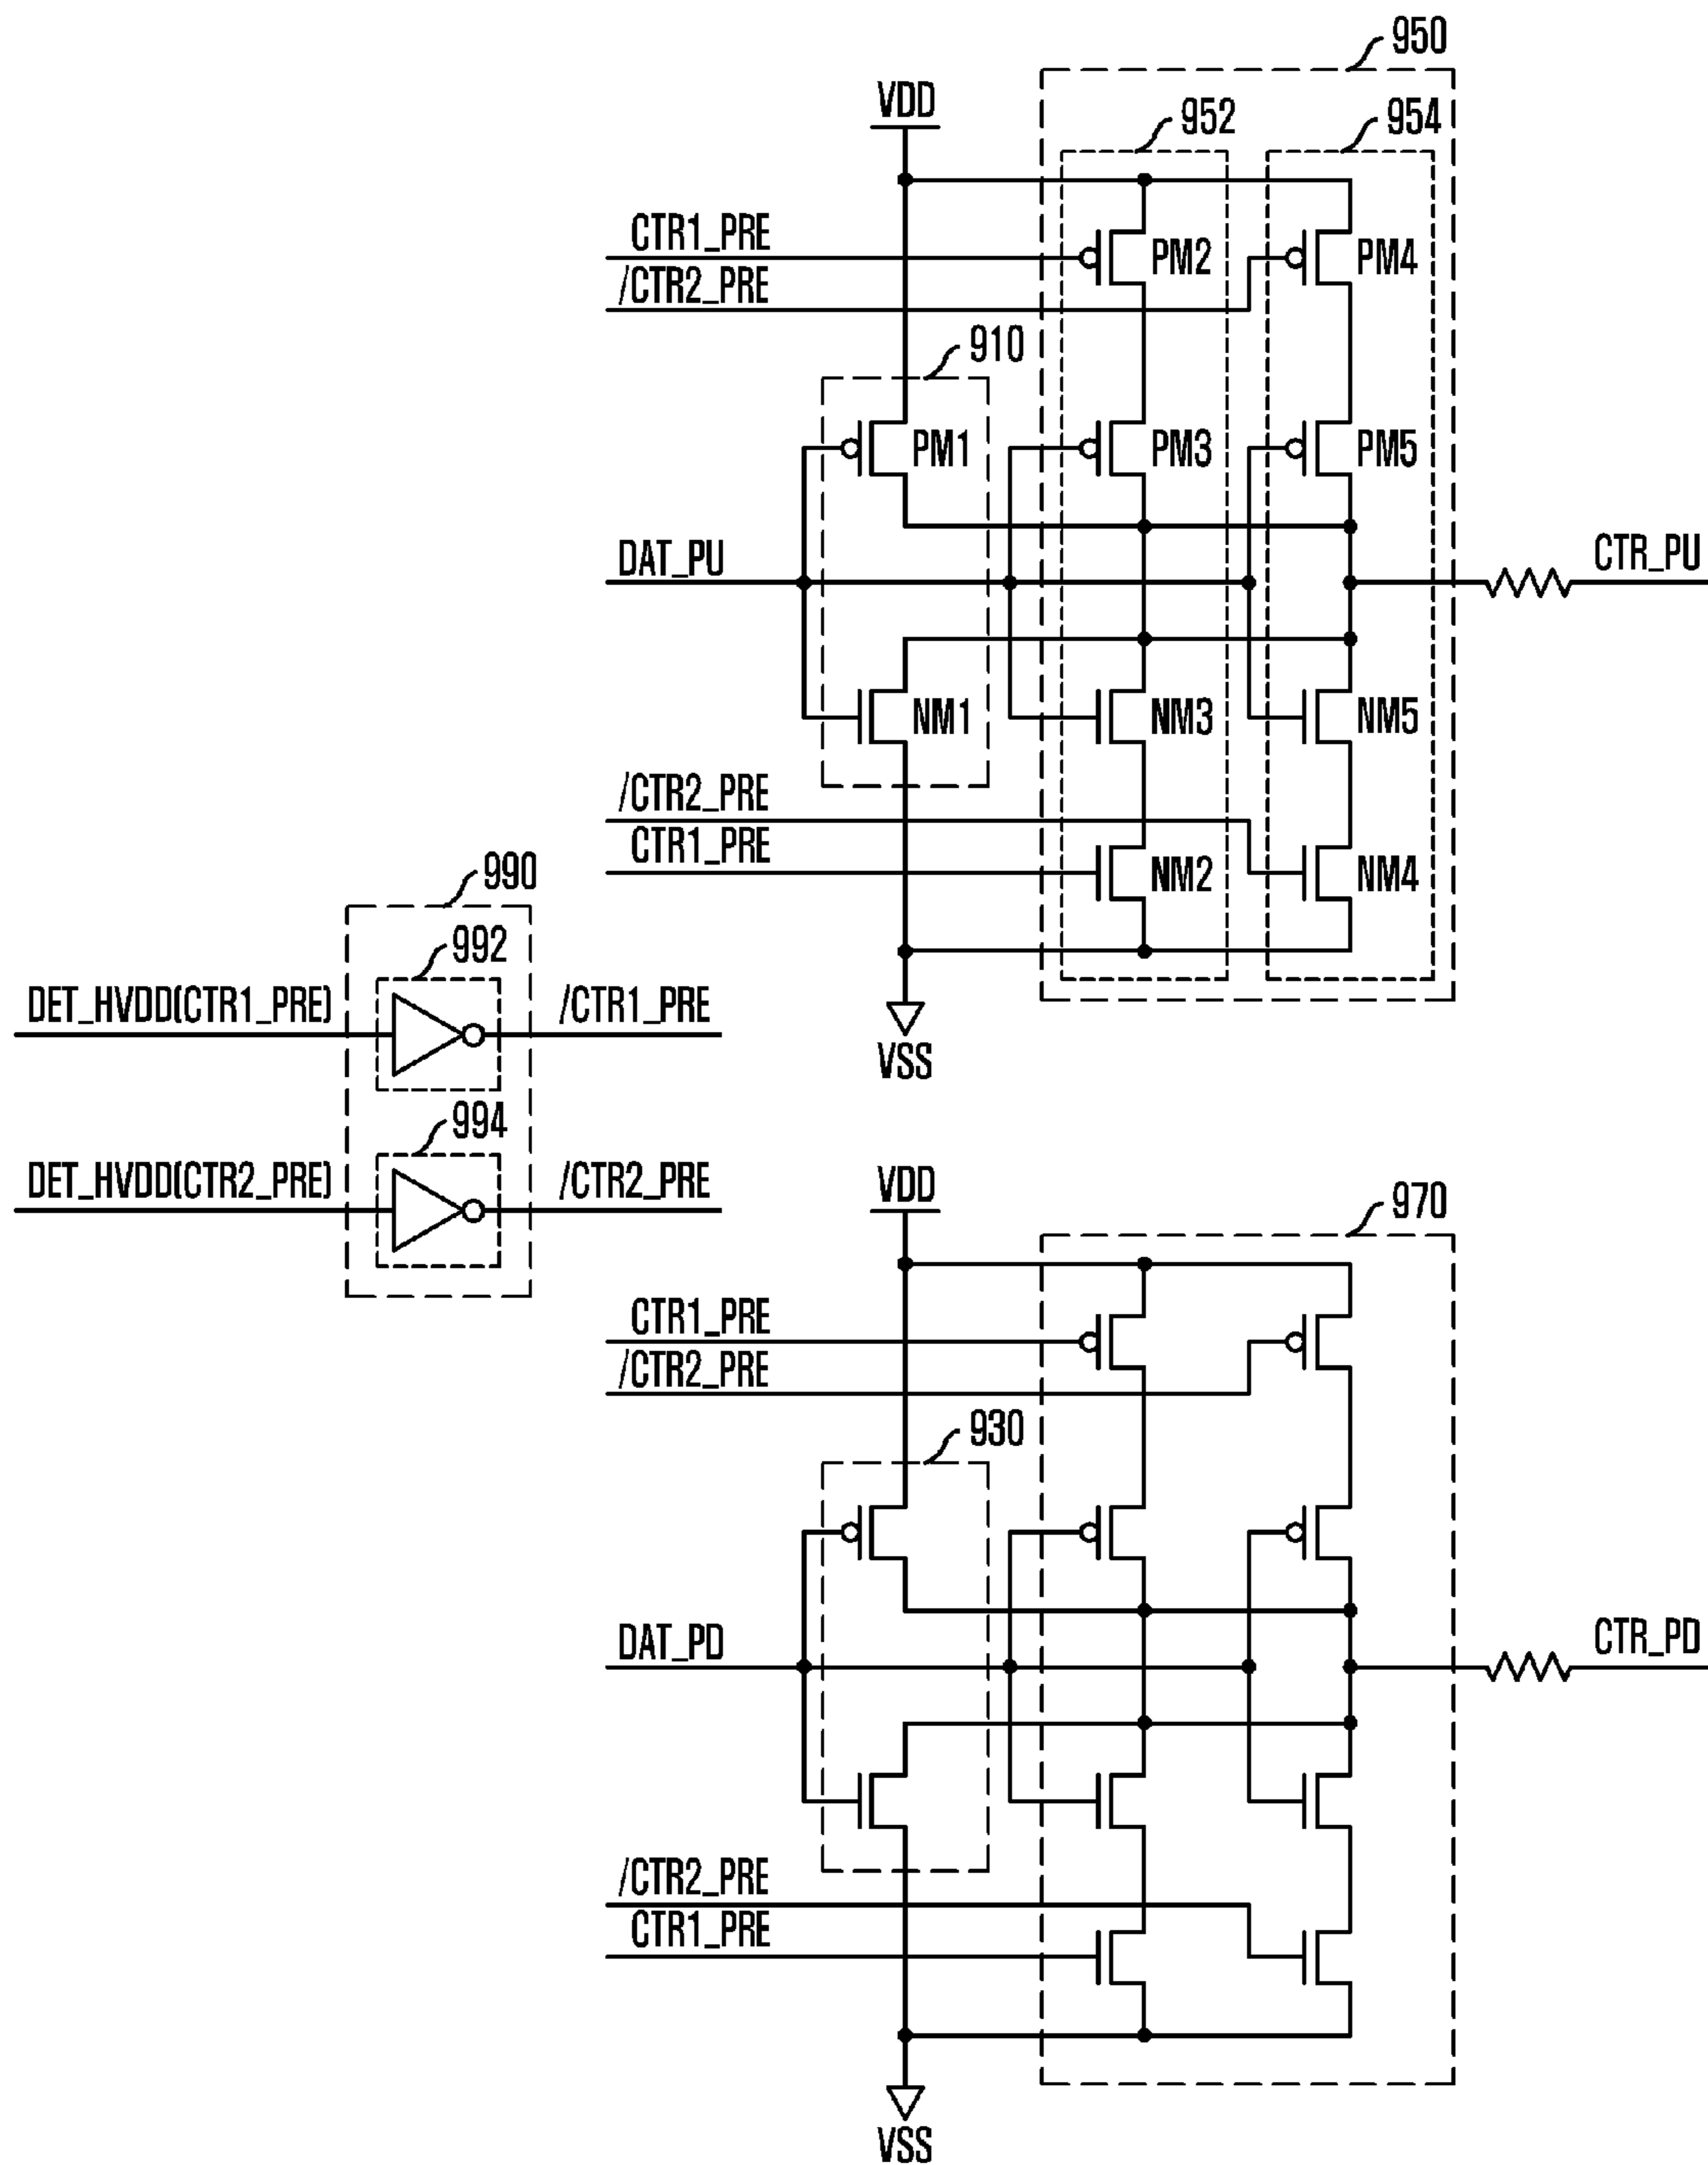 950
VDD
952
954
CTR1_PRE
PM2
PM4
/CTR2_PRE
910
PM1
PM3
PM5
DAT_PU
CTR_PU
NM1
NM3
NM5
/CTR2_PRE
CTR1_PRE
NM2
NM4
990
992
DET_HVDD(CTR1_PRE)
/CTR1_PRE
VSS
994
DET_HVDD(CTR2_PRE)
/CTR2_PRE
VDD
970
CTR1_PRE
/CTR2_PRE
930
DAT_PD
CTR_PD
/CTR2_PRE
CTR1_PRE
VSS